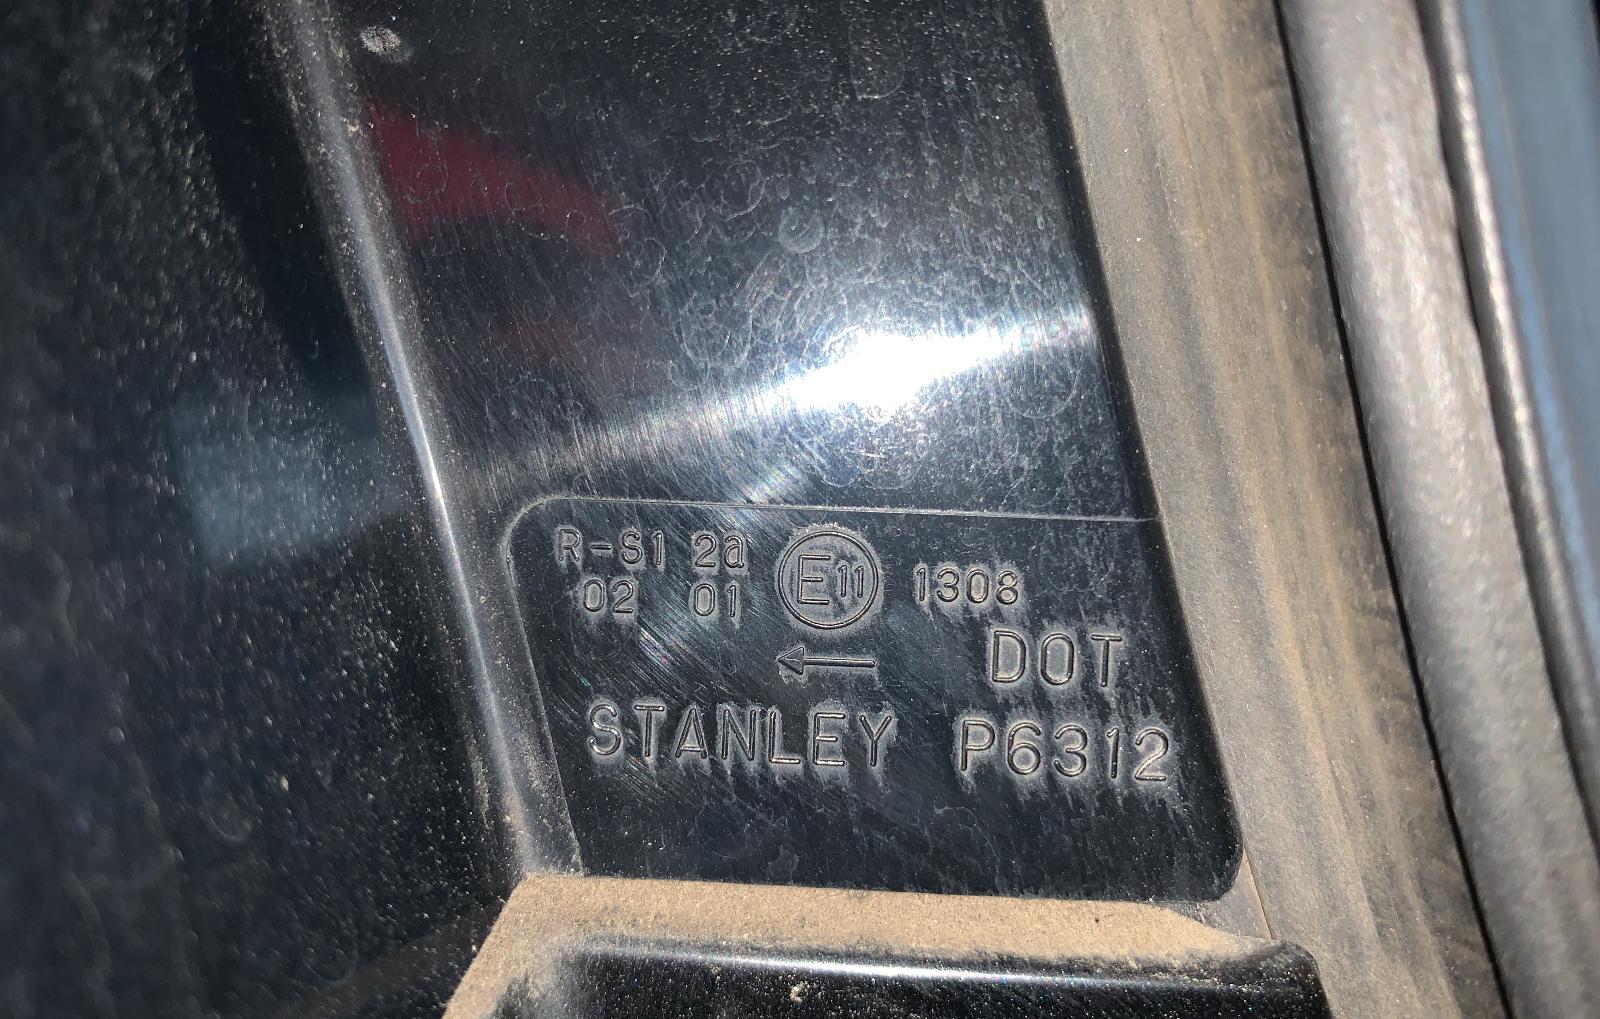 R-S1 2a E11 1308
02 01
← DOT
STANLEY P6312